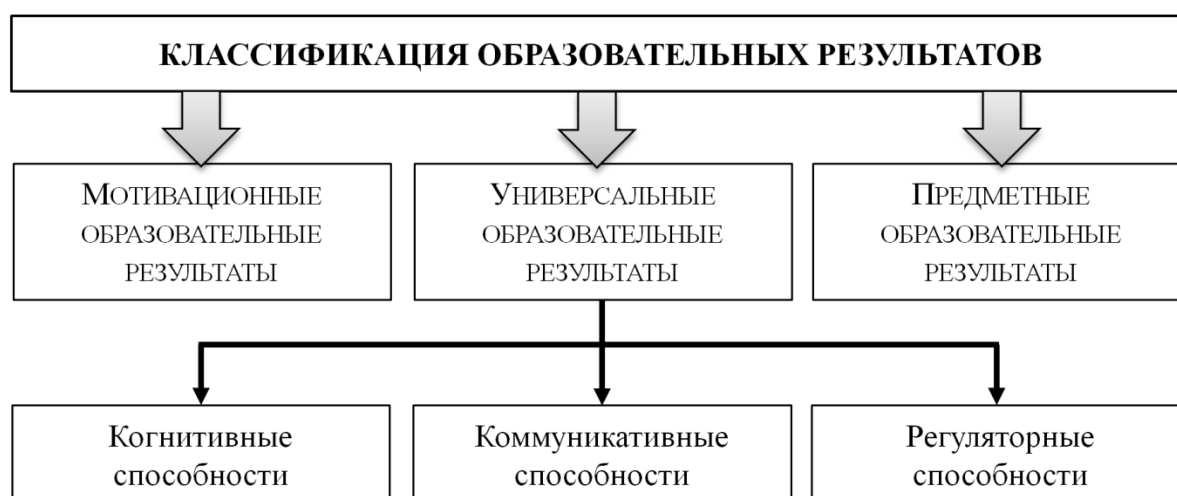 КЛАССИФИКАЦИЯ ОБРАЗОВАТЕЛЬНЫХ РЕЗУЛЬТАТОВ
МОТИВАЦИОННЫЕ
ОБРАЗОВАТЕЛЬНЫЕ
РЕЗУЛЬТАТЫ
УНИВЕРСАЛЬНЫЕ
ОБРАЗОВАТЕЛЬНЫЕ
РЕЗУЛЬТАТЫ
ПРЕДМЕТНЫЕ
ОБРАЗОВАТЕЛЬНЫЕ
РЕЗУЛЬТАТЫ
Когнитивные
способности
Коммуникативные
способности
Регуляторные
способности